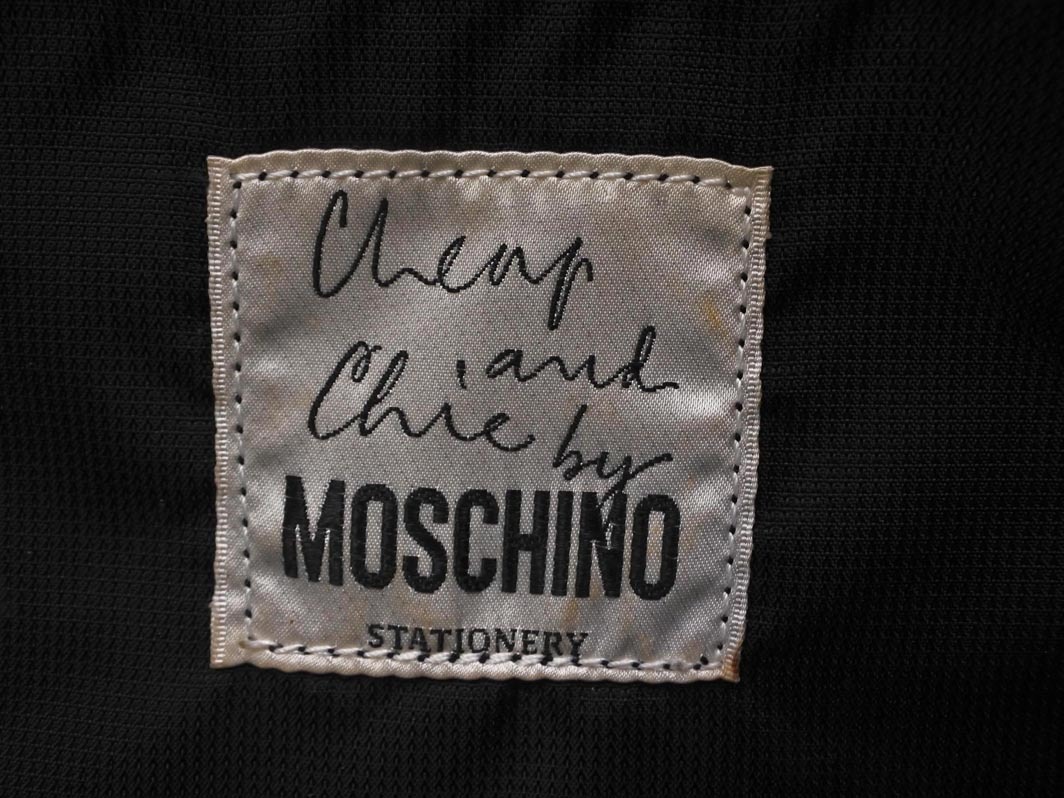 Cheap
and
Chic by
MOSCHINO
STATIONERY